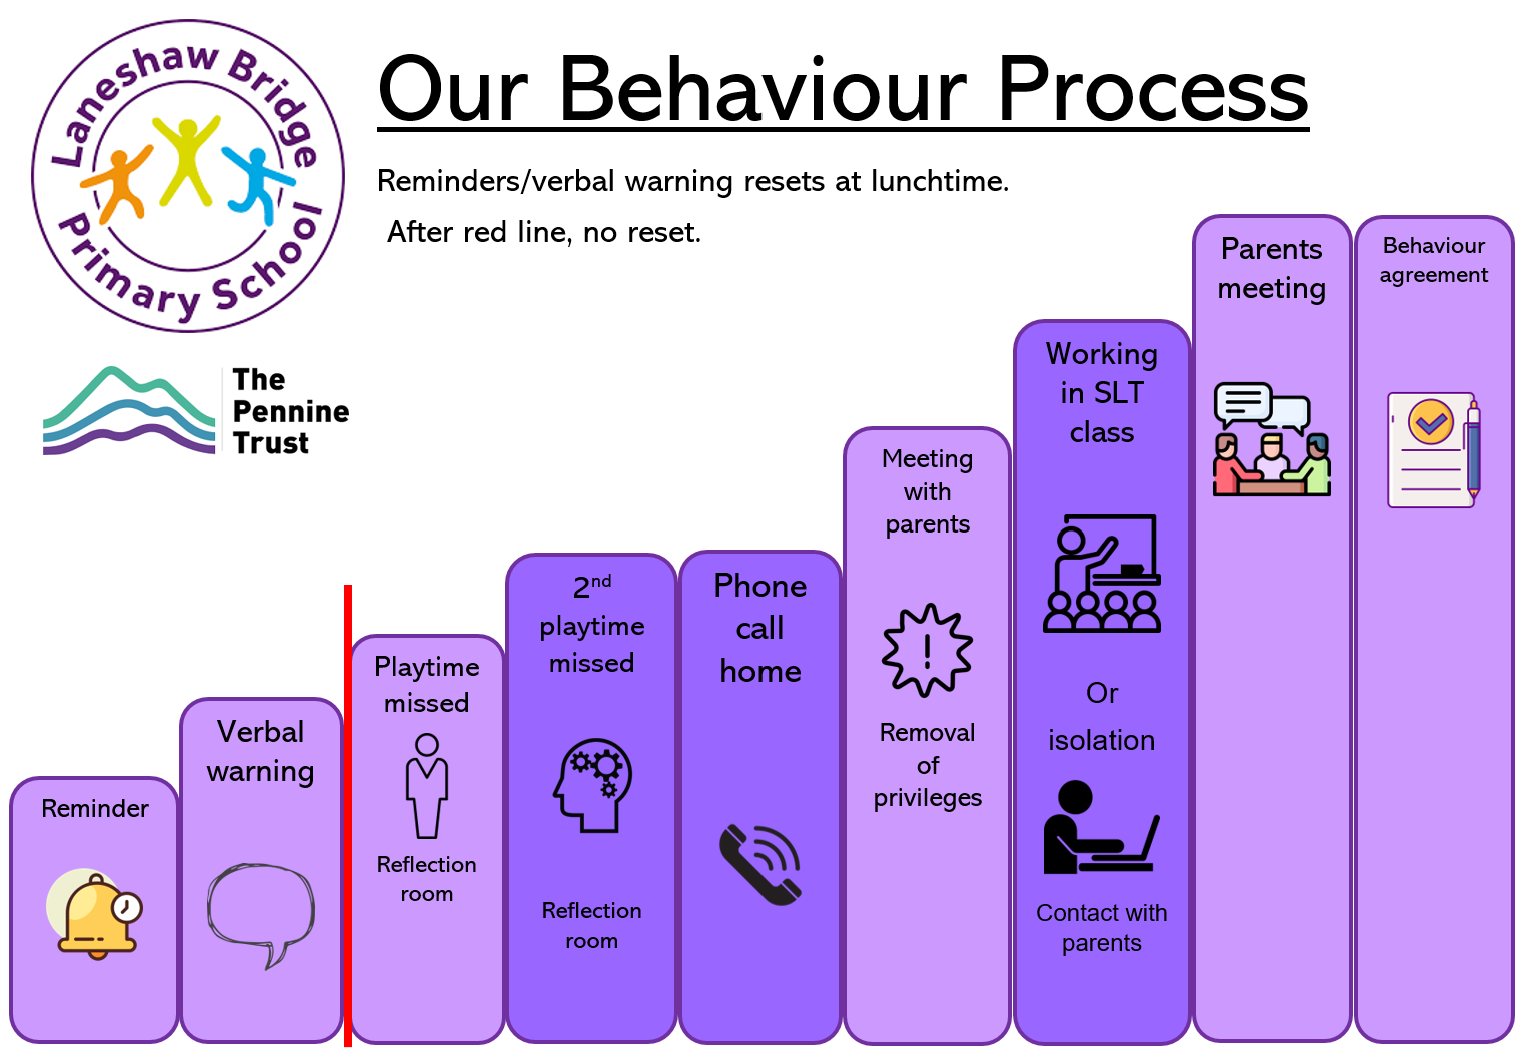 Laneshaw Bridge
Primary School
The
Pennine
Trust
Our Behaviour Process
Reminders/verbal warning resets at lunchtime.
After red line, no reset.
Reminder
Verbal
warning
Playtime
missed
Reflection
room
2nd
playtime
missed
Reflection
room
Phone
call
home
Meeting
with
parents
!
Removal
of
privileges
Working
in SLT
class
Or
isolation
Contact with
parents
Parents
meeting
Behaviour
agreement